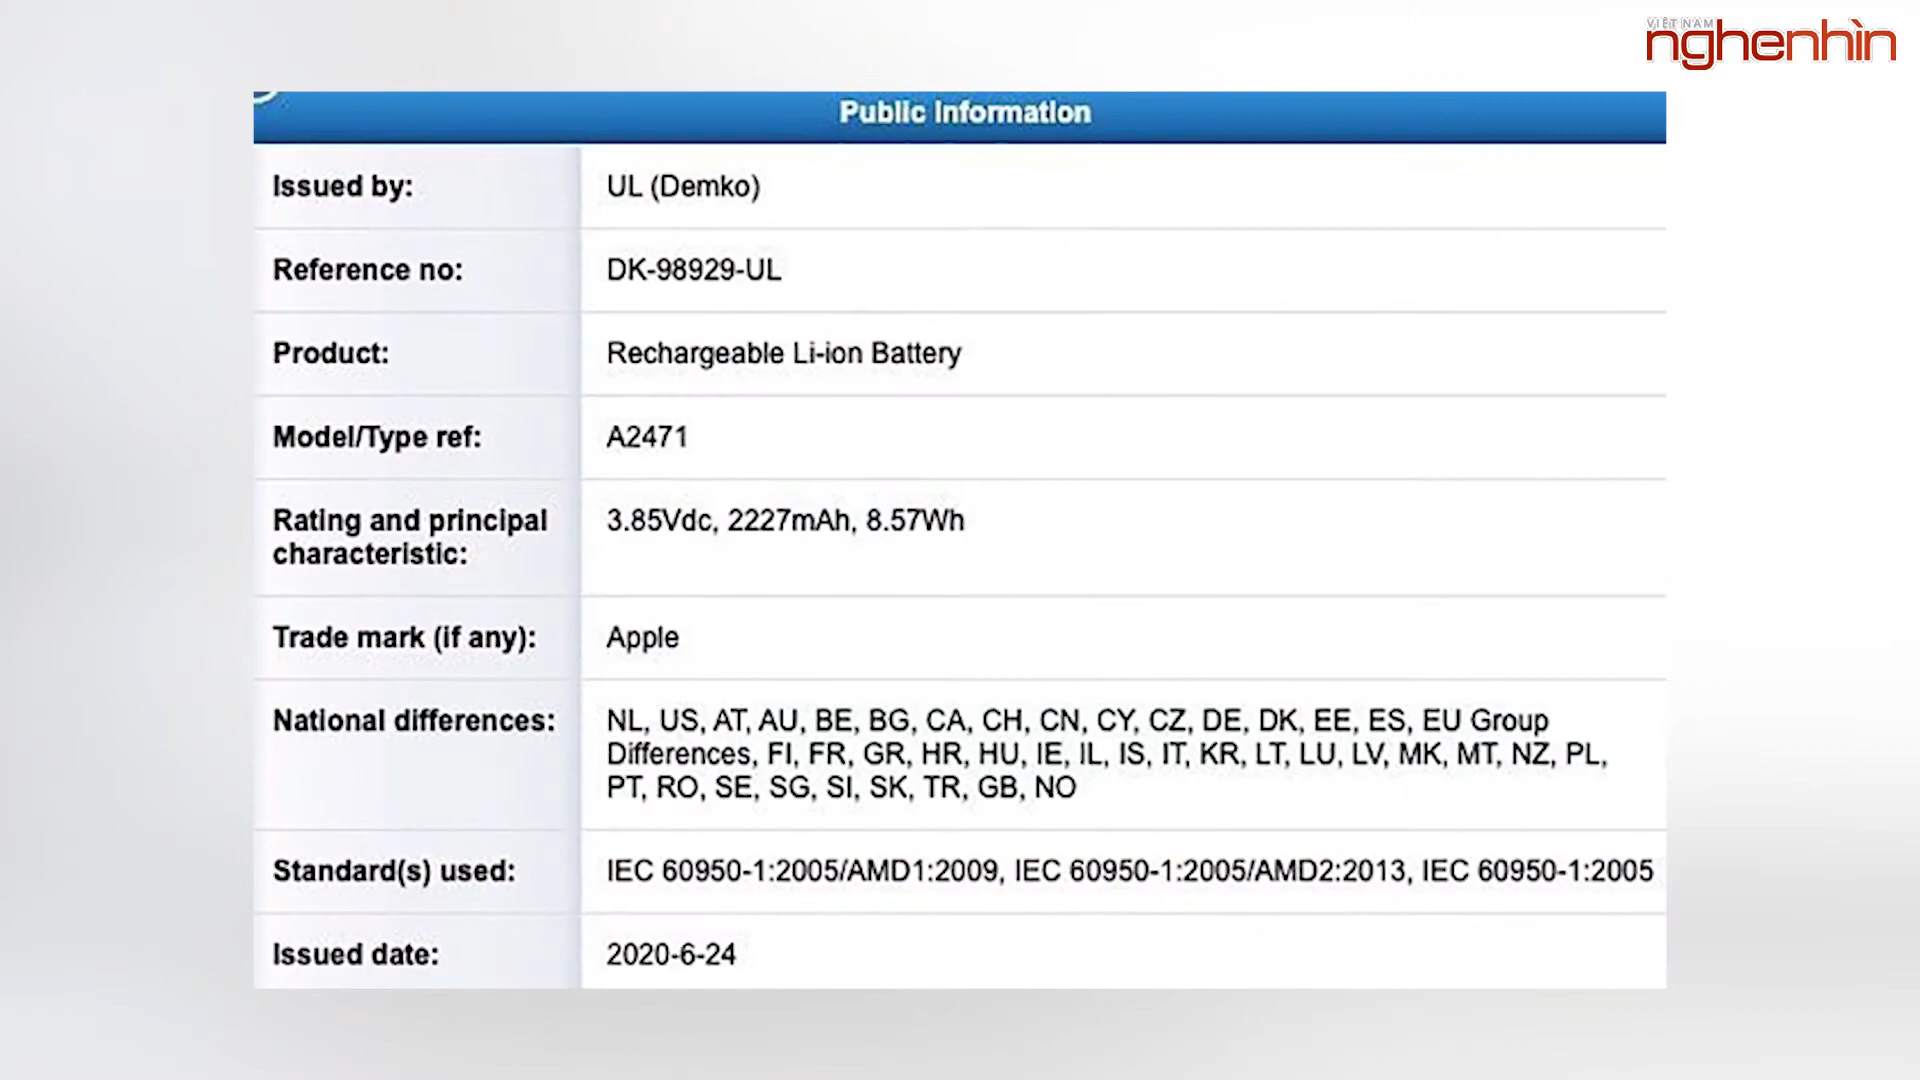 VIỆT NAM
nghenhìn
Public Information
Issued by: UL (Demko)
Reference no: DK-98929-UL
Product: Rechargeable Li-ion Battery
Model/Type ref: A2471
Rating and principal characteristic: 3.85Vdc, 2227mAh, 8.57Wh
Trade mark (if any): Apple
National differences: NL, US, AT, AU, BE, BG, CA, CH, CN, CY, CZ, DE, DK, EE, ES, EU Group
Differences, FI, FR, GR, HR, HU, IE, IL, IS, IT, KR, LT, LU, LV, MK, MT, NZ, PL,
PT, RO, SE, SG, SI, SK, TR, GB, NO
Standard(s) used: IEC 60950-1:2005/AMD1:2009, IEC 60950-1:2005/AMD2:2013, IEC 60950-1:2005
Issued date: 2020-6-24